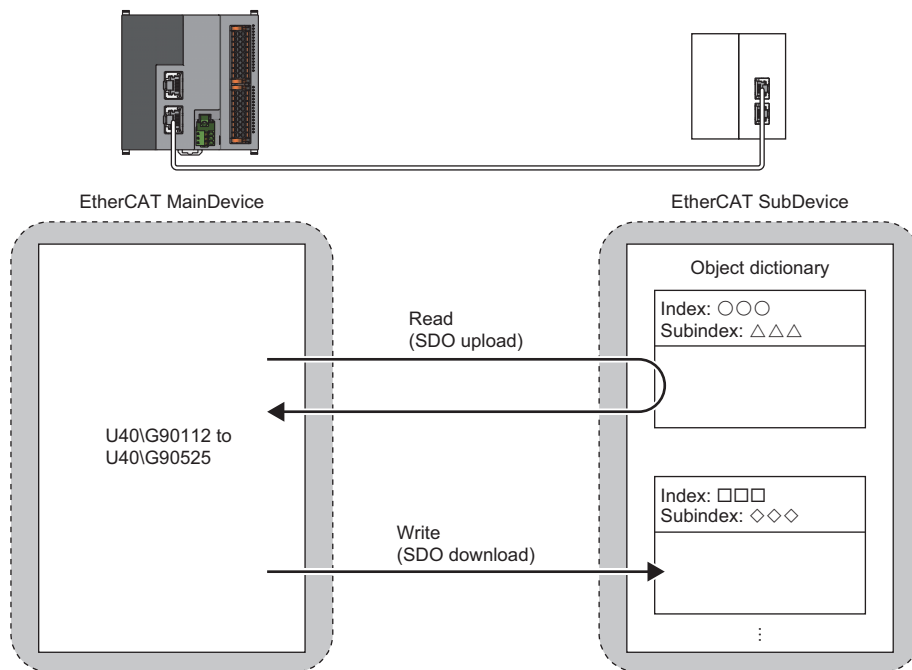 EtherCAT MainDevice
EtherCAT SubDevice
Object dictionary
Index: ○○○
Subindex: △△△
Read
(SDO upload)
U40\G90112 to
U40\G90525
Index: □□□
Subindex: ◇◇◇
Write
(SDO download)
⋮